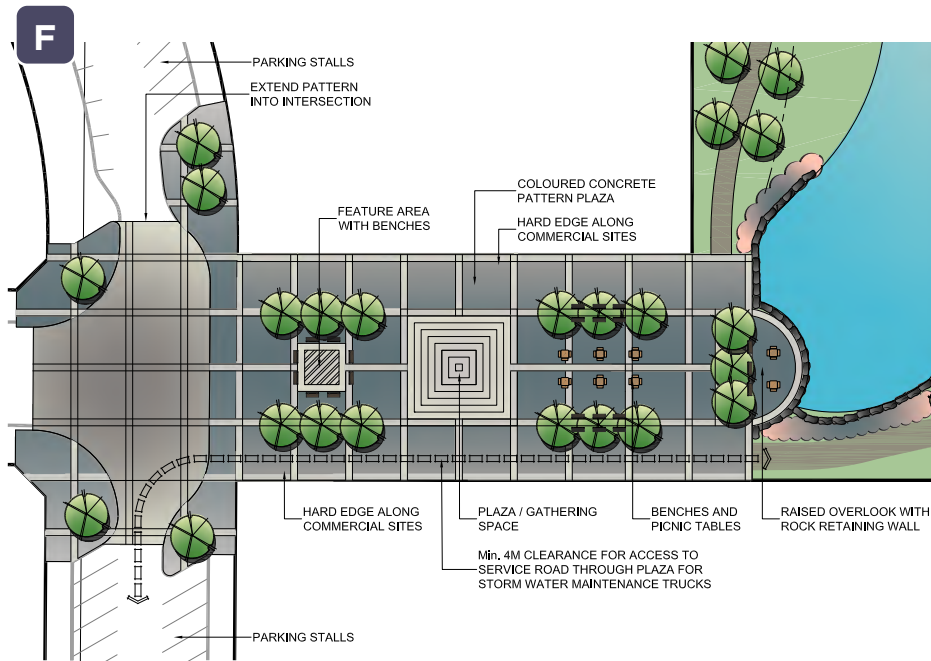 F
PARKING STALLS
EXTEND PATTERN
INTO INTERSECTION
COLOURED CONCRETE
PATTERN PLAZA
FEATURE AREA
WITH BENCHES
HARD EDGE ALONG
COMMERCIAL SITES
HARD EDGE ALONG
COMMERCIAL SITES
PLAZA / GATHERING
SPACE
BENCHES AND
PICNIC TABLES
RAISED OVERLOOK WITH
ROCK RETAINING WALL
Min. 4M CLEARANCE FOR ACCESS TO
SERVICE ROAD THROUGH PLAZA FOR
STORM WATER MAINTENANCE TRUCKS
PARKING STALLS